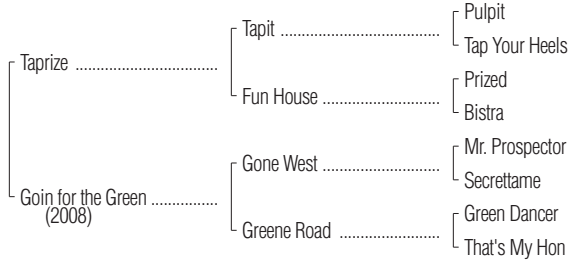 Pulpit
Tapit ................................
Tap Your Heels
Taprize .............................
Prized
Fun House ........................
Bistra
Mr. Prospector
Gone West ........................
Secrettame
Goin for the Green ...............
(2008)
Green Dancer
Greene Road ....................
That's My Hon